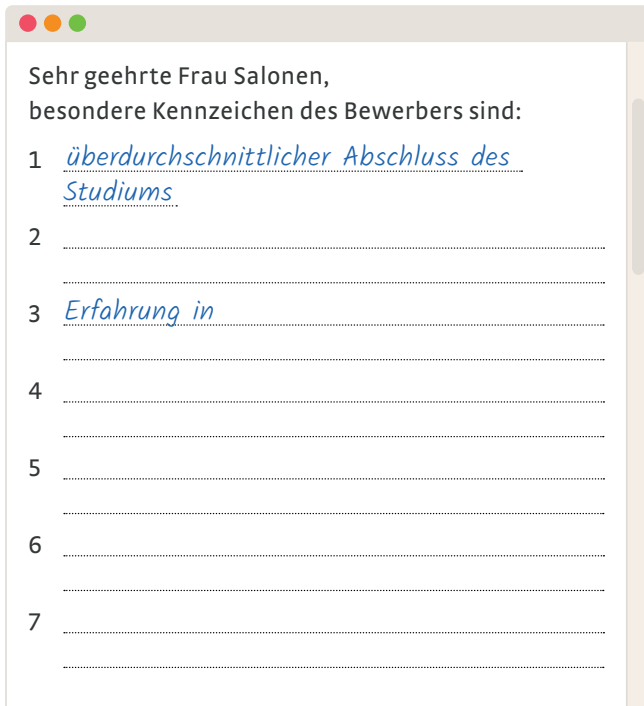 Sehr geehrte Frau Salonen,
besondere Kennzeichen des Bewerbers sind:
1 überdurchschnittlicher Abschluss des
Studiums
2
3 Erfahrung in
4
5
6
7